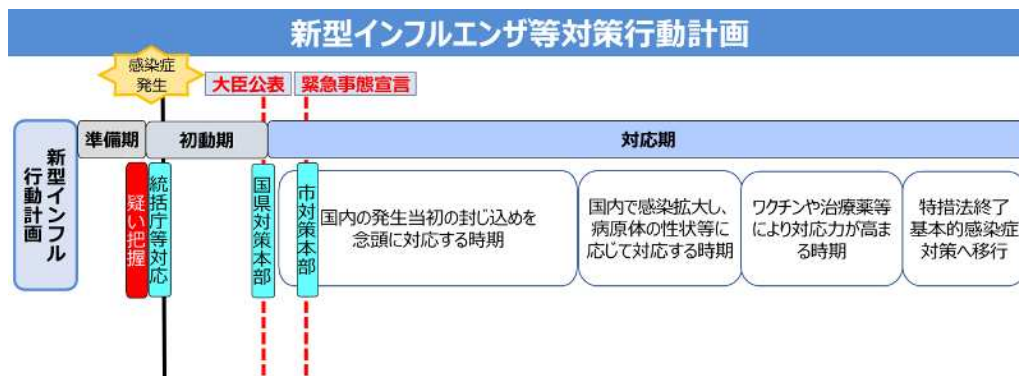 新型インフルエンザ等対策行動計画
感染症
発生
大臣公表
緊急事態宣言
新型インフル
行動計画
準備期
初動期
対応期
疑い把握
統括庁等対応
国県対策本部
市対策本部
国内の発生当初の封じ込めを
念頭に対応する時期
国内で感染拡大し、
病原体の性状等に
応じて対応する時期
ワクチンや治療薬等
により対応力が高ま
る時期
特措法終了
基本的感染症
対策へ移行